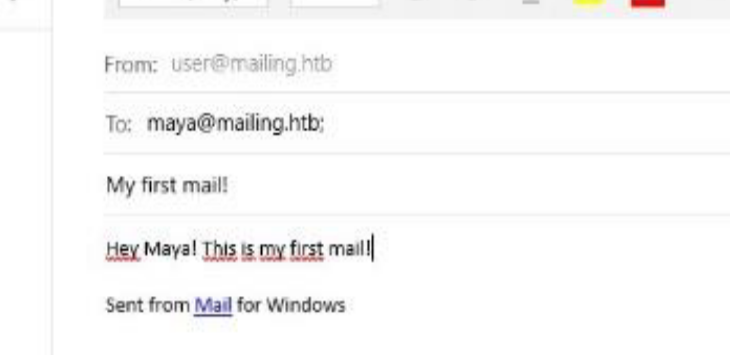 From: user@mailing.htb
To: maya@mailing.htb;
My first mail!
Hey Maya! This is my first mail!
Sent from Mail for Windows